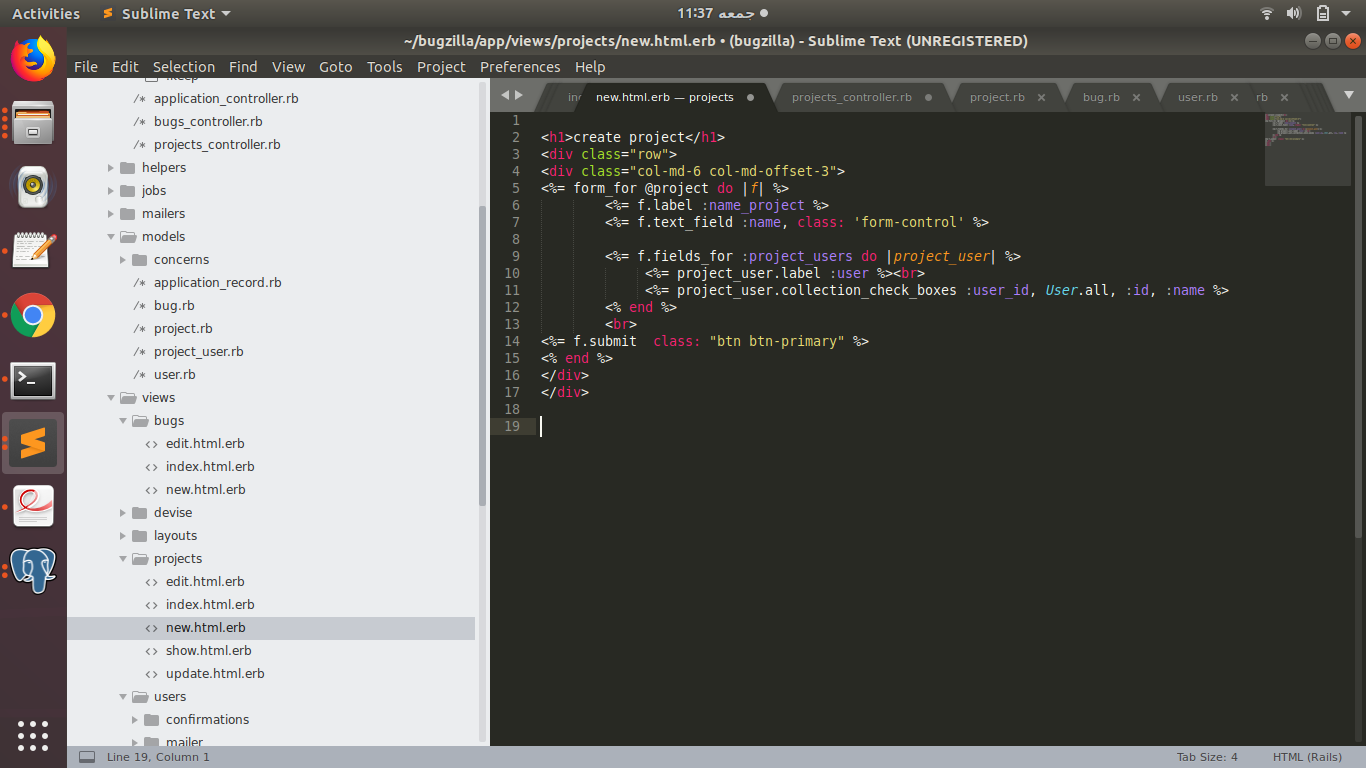 Activities Sublime Text 11:37 جمعه
~/bugzilla/app/views/projects/new.html.erb • (bugzilla) - Sublime Text (UNREGISTERED)
File Edit Selection Find View Goto Tools Project Preferences Help
application_controller.rb
bugs_controller.rb
projects_controller.rb
helpers
jobs
mailers
models
concerns
application_record.rb
bug.rb
project.rb
project_user.rb
user.rb
views
bugs
edit.html.erb
index.html.erb
new.html.erb
devise
layouts
projects
edit.html.erb
index.html.erb
new.html.erb
show.html.erb
update.html.erb
users
confirmations
mailer
new.html.erb — projects projects_controller.rb project.rb bug.rb user.rb rb
1
2 <h1>create project</h1>
3 <div class="row">
4 <div class="col-md-6 col-md-offset-3">
5 <%= form_for @project do |f| %>
6 <%= f.label :name_project %>
7 <%= f.text_field :name, class: 'form-control' %>
8
9 <%= f.fields_for :project_users do |project_user| %>
10 <%= project_user.label :user %><br>
11 <%= project_user.collection_check_boxes :user_id, User.all, :id, :name %>
12 <% end %>
13 <br>
14 <%= f.submit  class: "btn btn-primary" %>
15 <% end %>
16 </div>
17 </div>
18
19
Line 19, Column 1 Tab Size: 4 HTML (Rails)